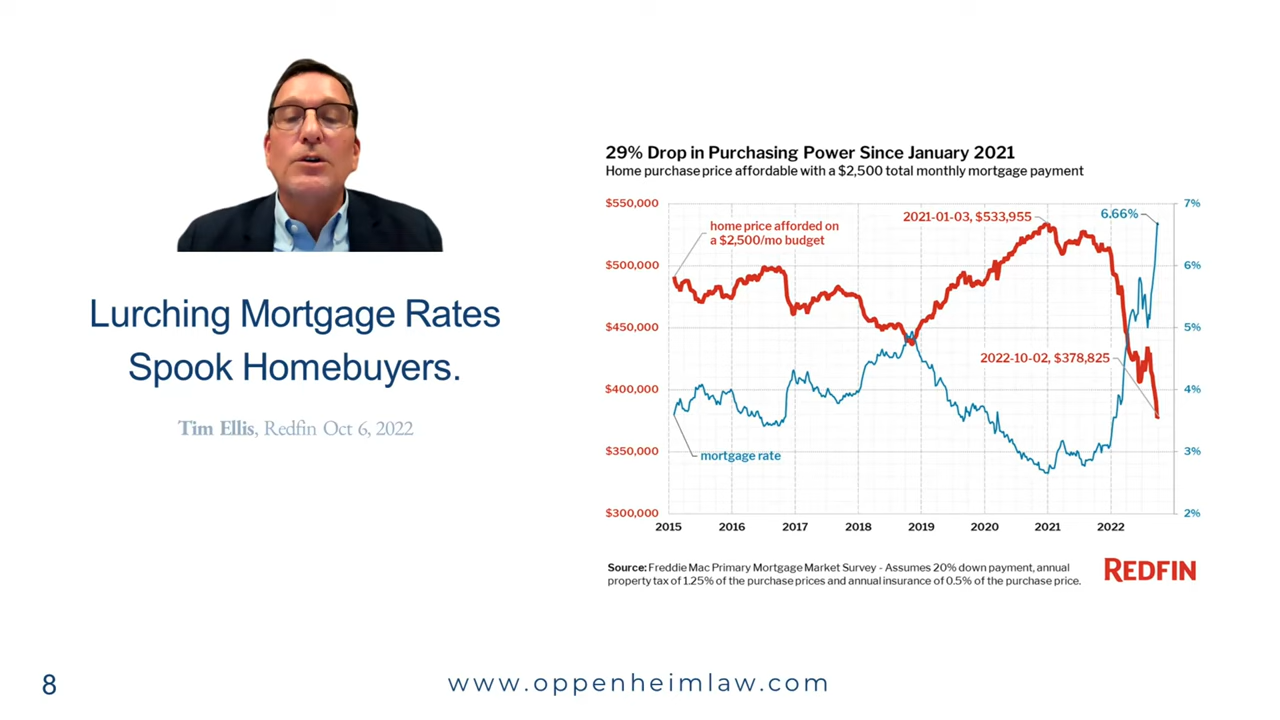 Lurching Mortgage Rates
Spook Homebuyers.
Tim Ellis, Redfin Oct 6, 2022
29% Drop in Purchasing Power Since January 2021
Home purchase price affordable with a $2,500 total monthly mortgage payment
$550,000
$500,000
$450,000
$400,000
$350,000
$300,000
home price afforded on
a $2,500/mo budget
2021-01-03, $533,955
6.66%
2022-10-02, $378,825
mortgage rate
7%
6%
5%
4%
3%
2%
2015 2016 2017 2018 2019 2020 2021 2022
Source: Freddie Mac Primary Mortgage Market Survey - Assumes 20% down payment, annual
property tax of 1.25% of the purchase prices and annual insurance of 0.5% of the purchase price.
REDFIN
8
www.oppenheimlaw.com